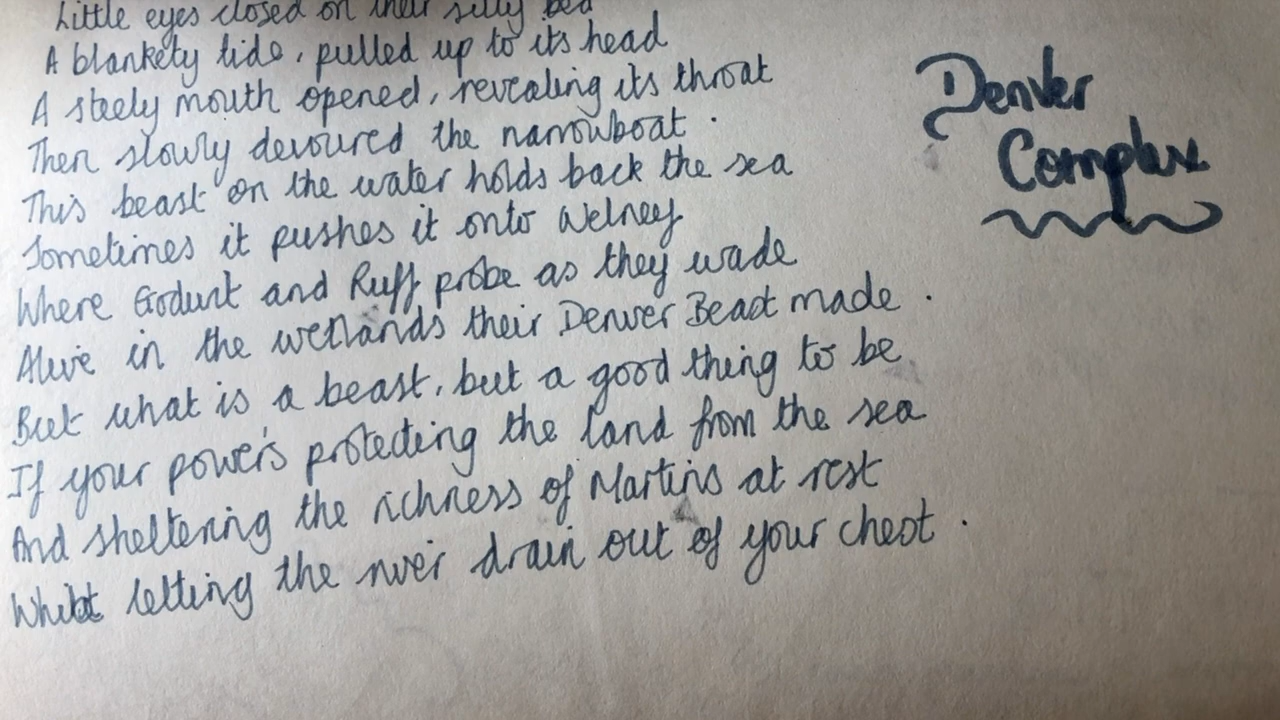 Little eyes closed on their silty bed
A blankety tide, pulled up to its head
A steely mouth opened, revealing its throat
Then slowly devoured the narrowboat.
This beast on the water holds back the sea
Sometimes it pushes it onto Welney
Where Godwit and Ruff probe as they wade
Alive in the wetlands their Denver Beast made.
But what is a beast, but a good thing to be
If your power's protecting the land from the sea
And sheltering the richness of Martins at rest
Whilst letting the river drain out of your chest.
Denver
Complex